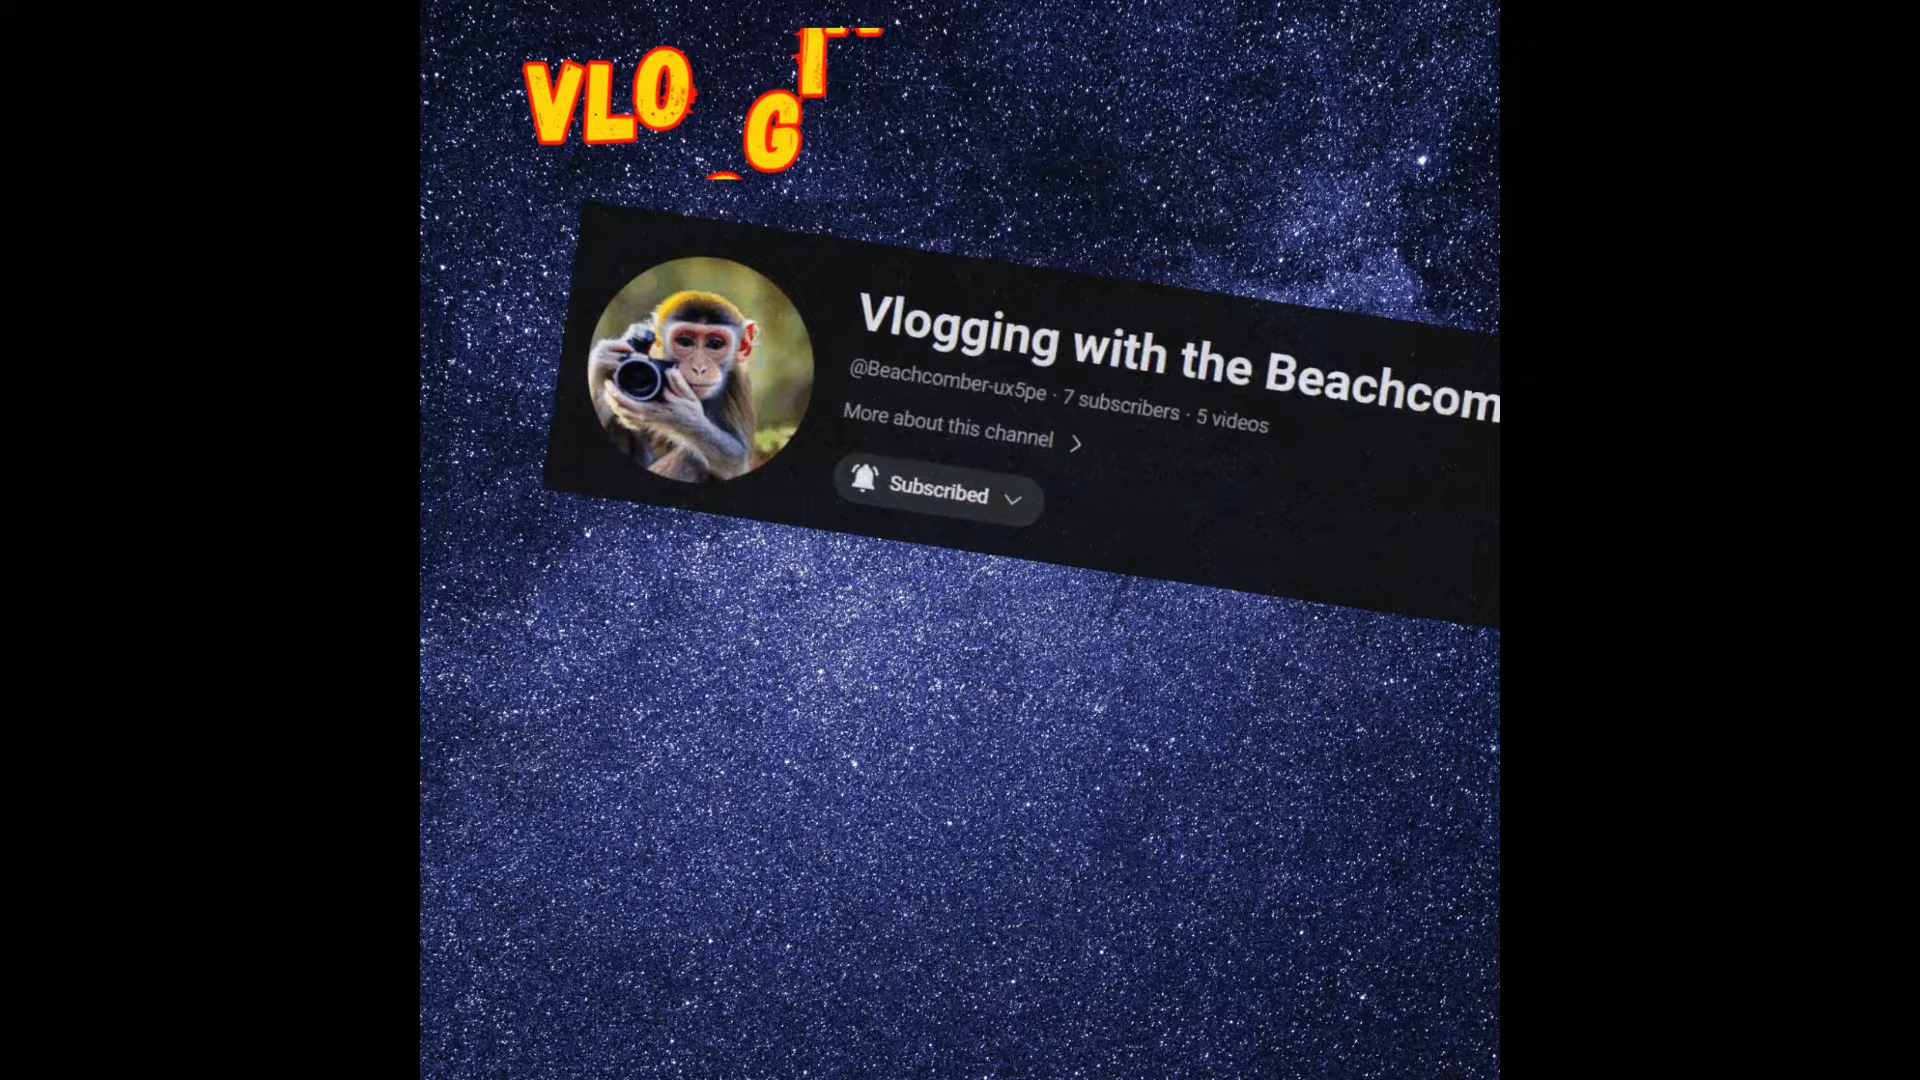 VLO G
Vlogging with the Beachcom
@Beachcomber-ux5pe · 7 subscribers · 5 videos
More about this channel >
Subscribed